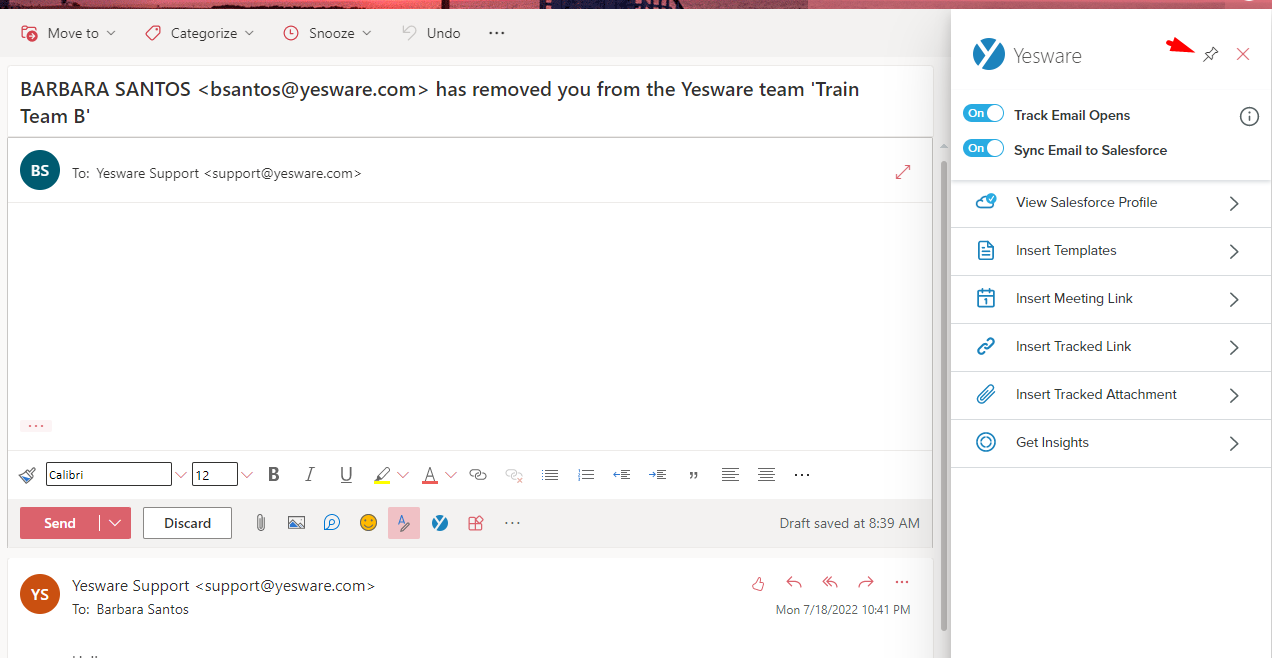 Move to
Categorize
Snooze
Undo
BARBARA SANTOS <bsantos@yesware.com> has removed you from the Yesware team 'Train
Team B'
BS
To: Yesware Support <support@yesware.com>
Calibri
12
B
I
U
A
Send
Discard
Draft saved at 8:39 AM
YS
Yesware Support <support@yesware.com>
To: Barbara Santos
Mon 7/18/2022 10:41 PM
Yesware
On
Track Email Opens
On
Sync Email to Salesforce
View Salesforce Profile
Insert Templates
1
Insert Meeting Link
Insert Tracked Link
Insert Tracked Attachment
Get Insights